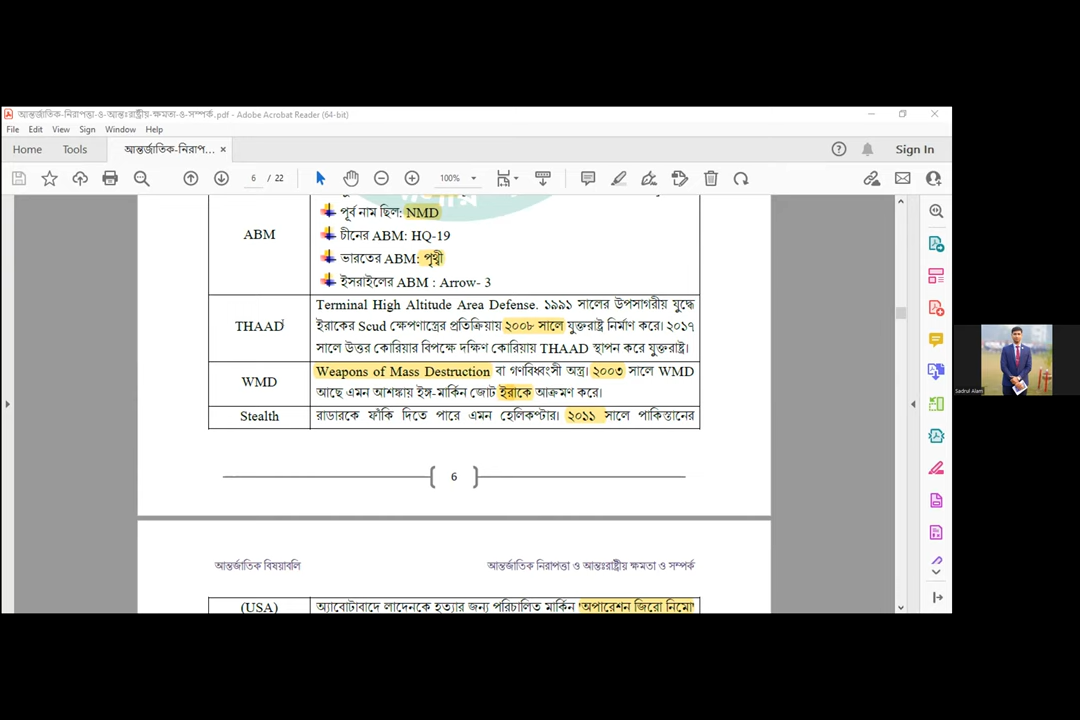 আন্তর্জাতিক-নিরাপত্তা-ও-আন্তঃরাষ্ট্রীয়-ক্ষমতা-ও-সম্পর্ক.pdf - Adobe Acrobat Reader (64-bit)
File Edit View Sign Window Help
Home Tools আন্তর্জাতিক-নিরাপ... × Sign In
6 / 22 100%
পূর্ব নাম ছিল: NMD
ABM
চীনের ABM: HQ-19
ভারতের ABM: পৃথ্বী
ইসরাইলের ABM : Arrow- 3
Terminal High Altitude Area Defense. ১৯৯১ সালের উপসাগরীয় যুদ্ধে
THAAD ইরাকের Scud ক্ষেপণাস্ত্রের প্রতিক্রিয়ায় ২০০৮ সালে যুক্তরাষ্ট্র নির্মাণ করে। ২০১৭
সালে উত্তর কোরিয়ার বিপক্ষে দক্ষিণ কোরিয়ায় THAAD স্থাপন করে যুক্তরাষ্ট্র।
WMD Weapons of Mass Destruction বা গণবিধ্বংসী অস্ত্র। ২০০৩ সালে WMD
আছে এমন আশঙ্কায় ইঙ্গ-মার্কিন জোট ইরাকে আক্রমণ করে।
Stealth রাডারকে ফাঁকি দিতে পারে এমন হেলিকপ্টার। ২০১১ সালে পাকিস্তানের
6
আন্তর্জাতিক বিষয়াবলি আন্তর্জাতিক নিরাপত্তা ও আন্তঃরাষ্ট্রীয় ক্ষমতা ও সম্পর্ক
(USA) অ্যাবোটাবাদে লাদেনকে হত্যার জন্য পরিচালিত মার্কিন 'অপারেশন জিরো নিমো'
Sadrul Alam